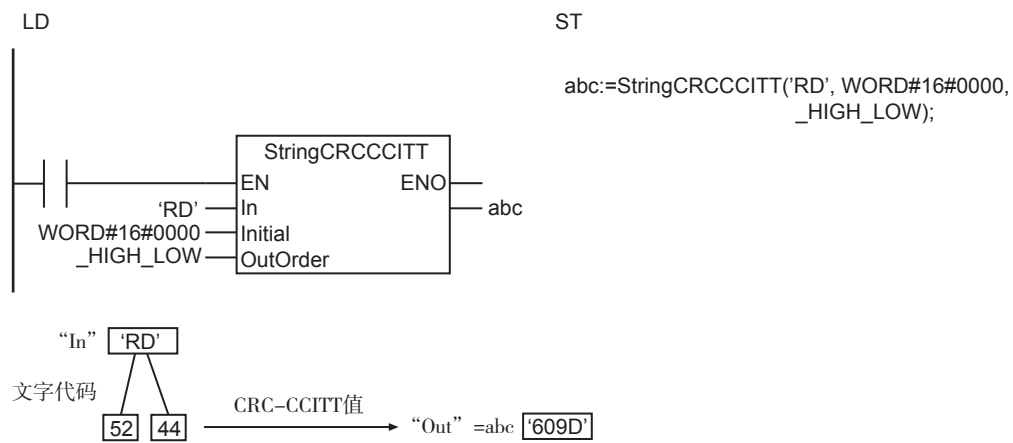 LD
ST
abc:=StringCRCCCITT('RD', WORD#16#0000,
_HIGH_LOW);
StringCRCCCITT
EN ENO
‘RD’ In abc
WORD#16#0000 Initial
_HIGH_LOW OutOrder
“In” ‘RD’
文字代码
52 44 CRC-CCITT值 “Out” =abc ‘609D’